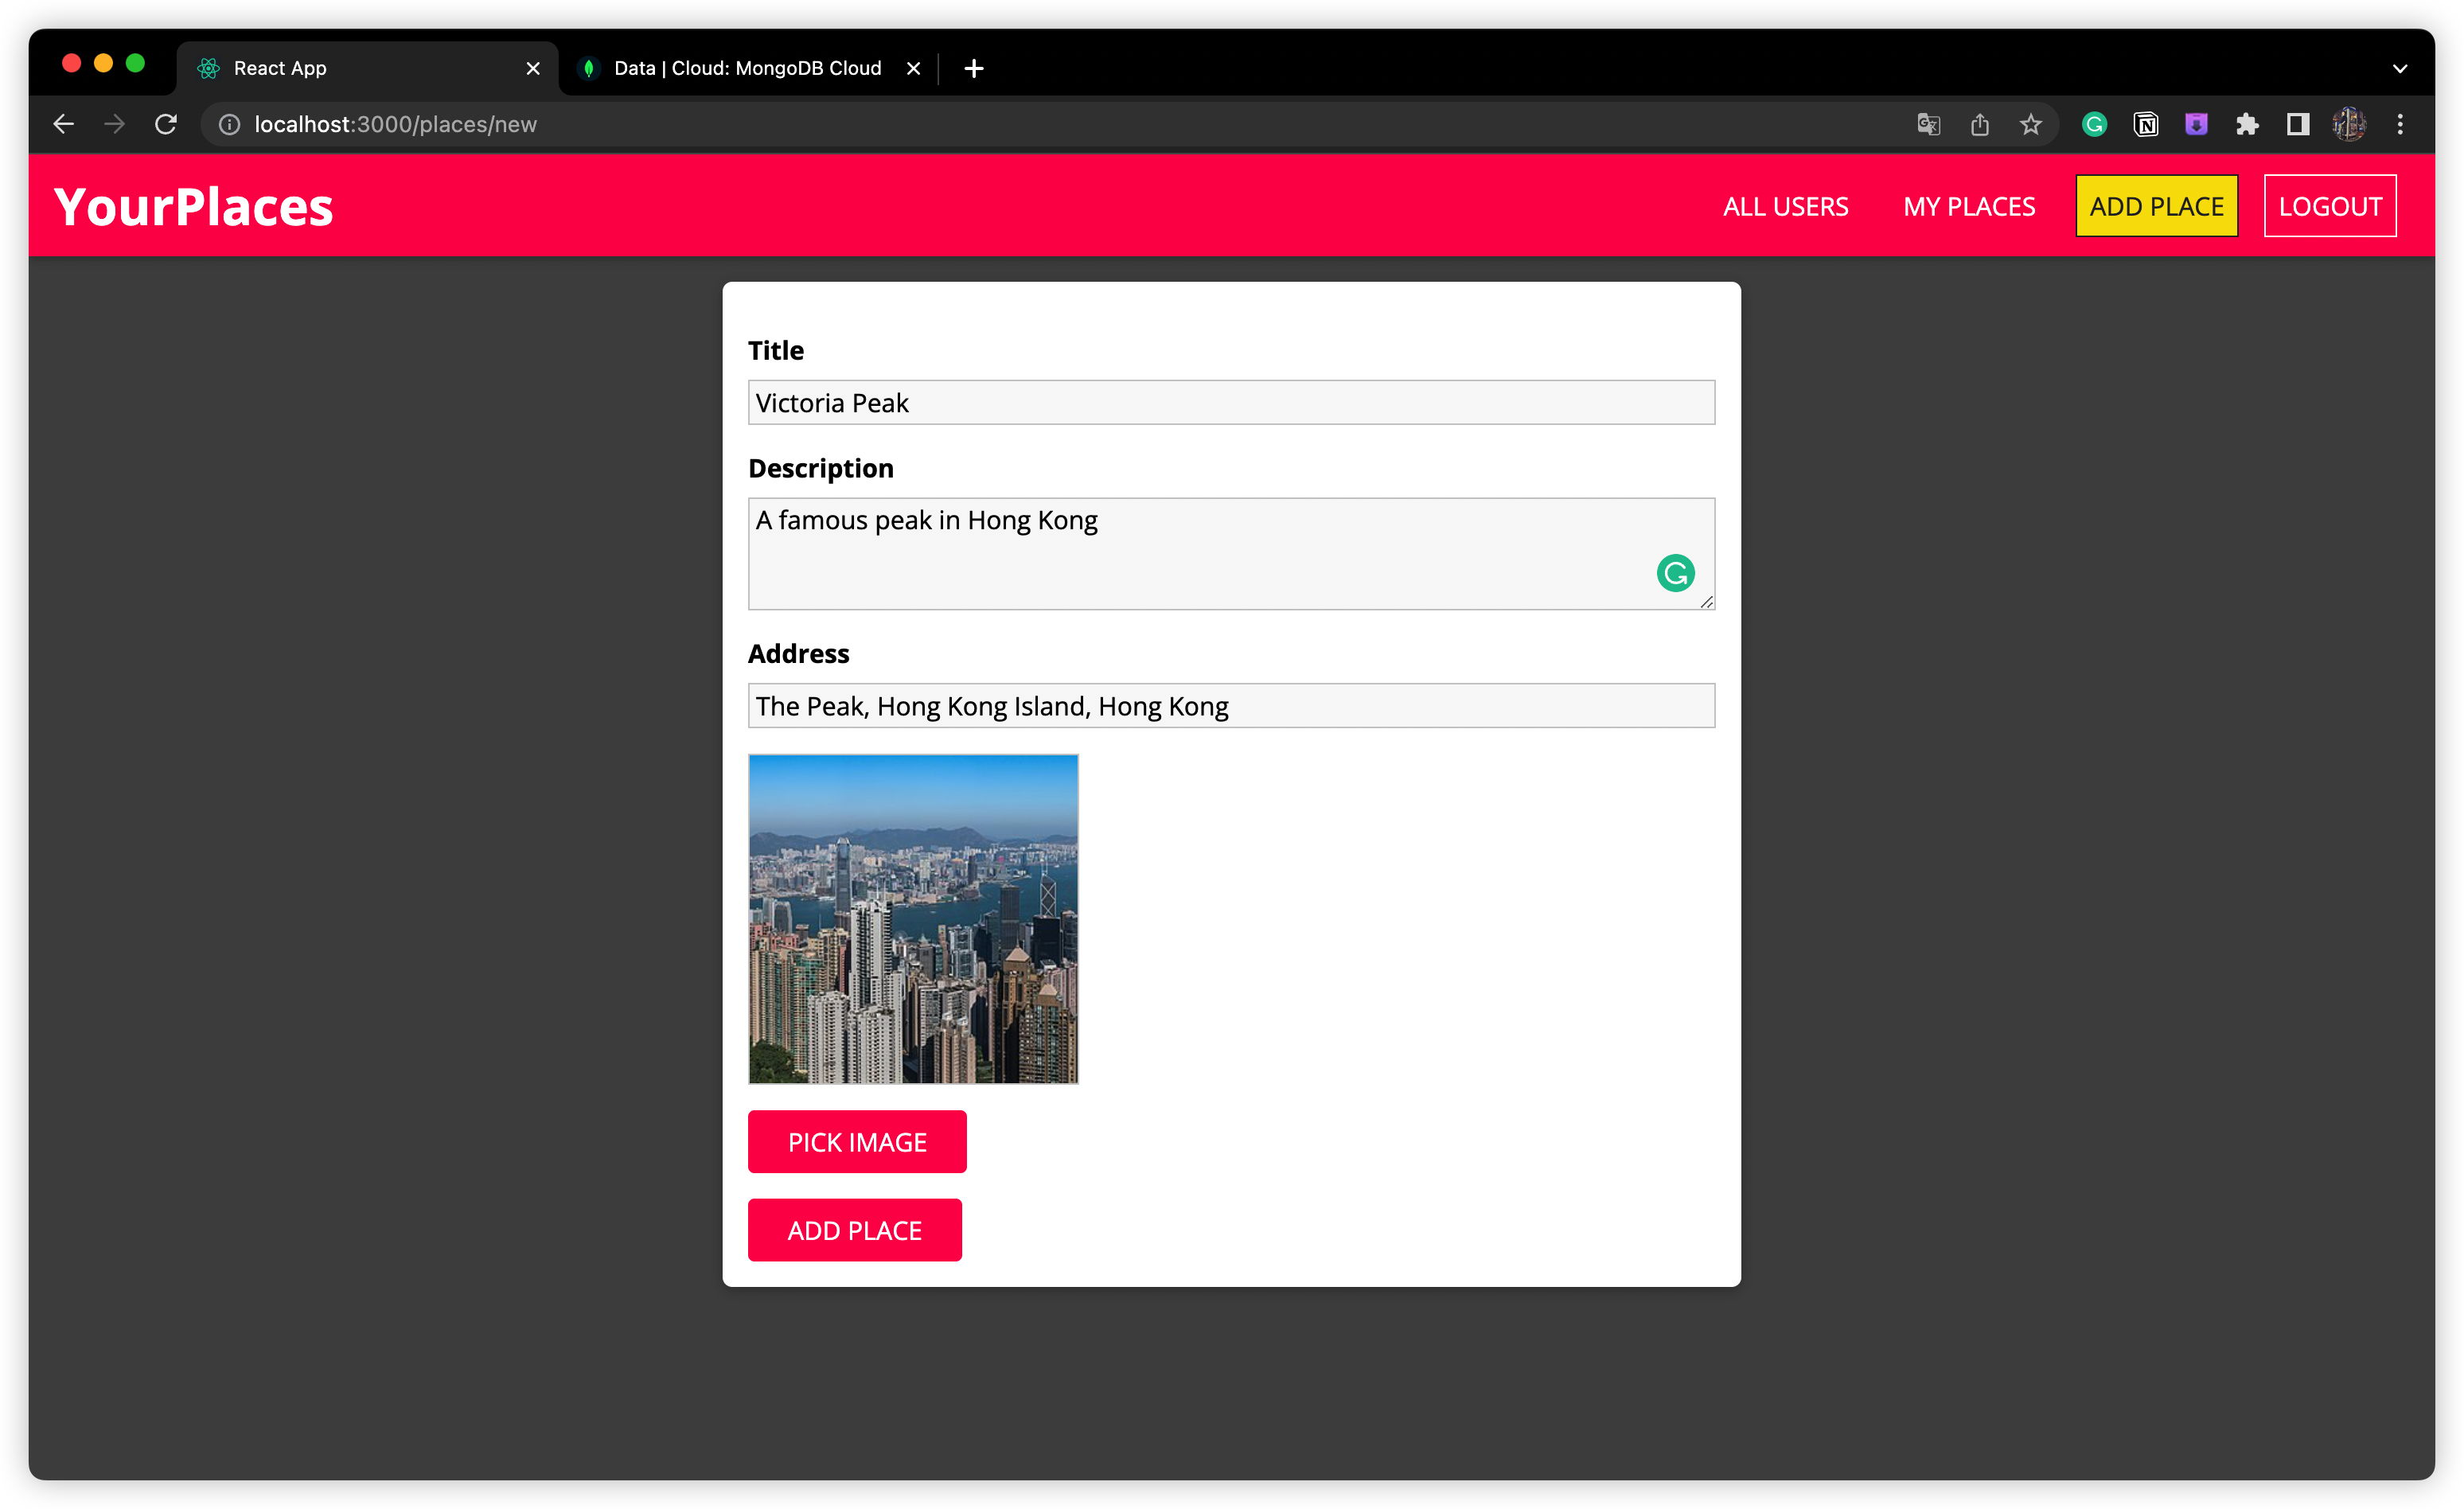 React App
Data | Cloud: MongoDB Cloud
localhost:3000/places/new
YourPlaces
ALL USERS
MY PLACES
ADD PLACE
LOGOUT
Title
Victoria Peak
Description
A famous peak in Hong Kong
Address
The Peak, Hong Kong Island, Hong Kong
PICK IMAGE
ADD PLACE